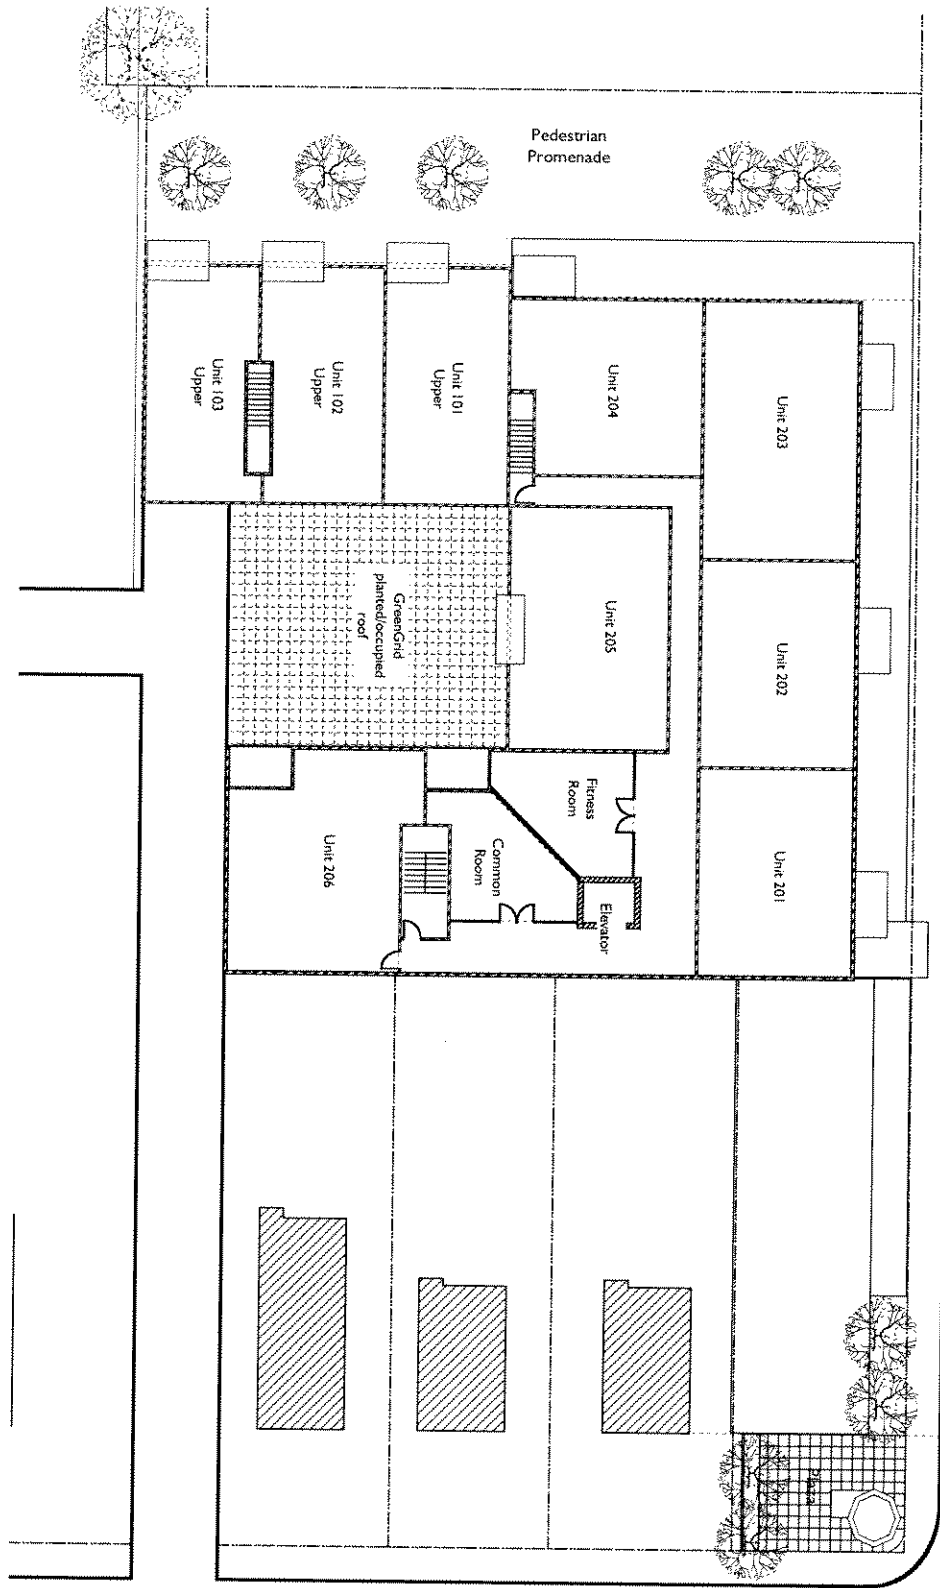 Pedestrian
Promenade
Unit 103
Upper
Unit 102
Upper
Unit 101
Upper
Unit 204
Unit 203
GreenGrid
planted/occupied
roof
Unit 205
Unit 202
Fitness
Room
Unit 206
Common
Room
Elevator
Unit 201
Plaza